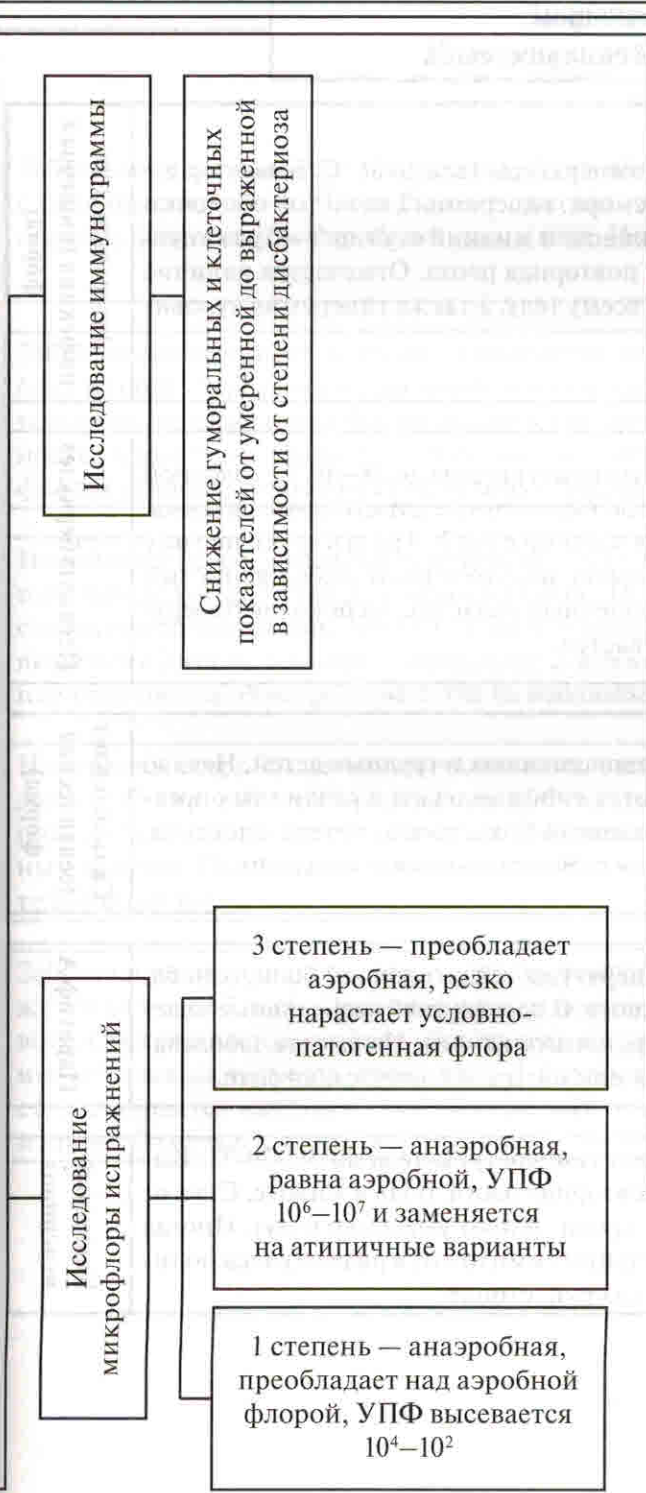 Исследование иммунограммы
Снижение гуморальных и клеточных
показателей от умеренной до выраженной
в зависимости от степени дисбактериоза
Исследование
микрофлоры испражнений
3 степень — преобладает
аэробная, резко
нарастает условно-
патогенная флора
2 степень — анаэробная,
равна аэробной, УПФ
10⁶—10⁷ и заменяется
на атипичные варианты
1 степень — анаэробная,
преобладает над аэробной
флорой, УПФ высевается
10⁴—10²